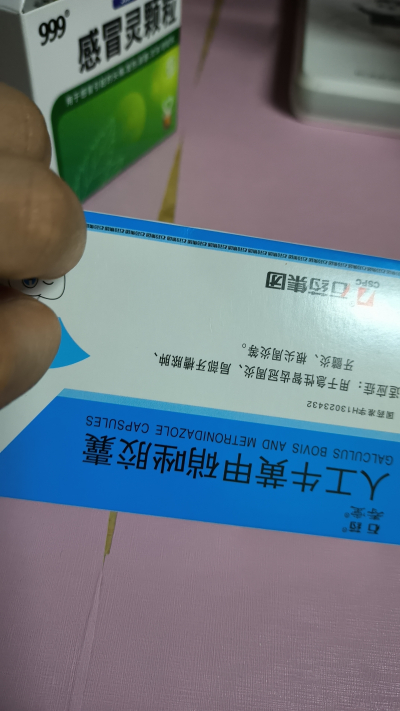 999®
感冒灵颗粒
石药®
人工牛黄甲硝唑胶囊
GALCULUS BOVIS AND METRONIDAZOLE CAPSULES
国药准字H13023432
适应症：用于急性智齿冠周炎、局部牙槽脓肿、
牙髓炎、根尖周炎等。
CSPC
石药集团